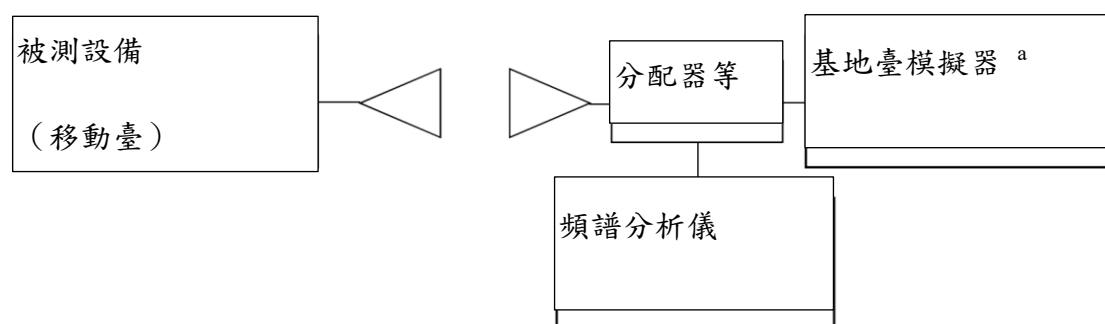 被測設備
（移動臺）
分配器等
基地臺模擬器 a
頻譜分析儀